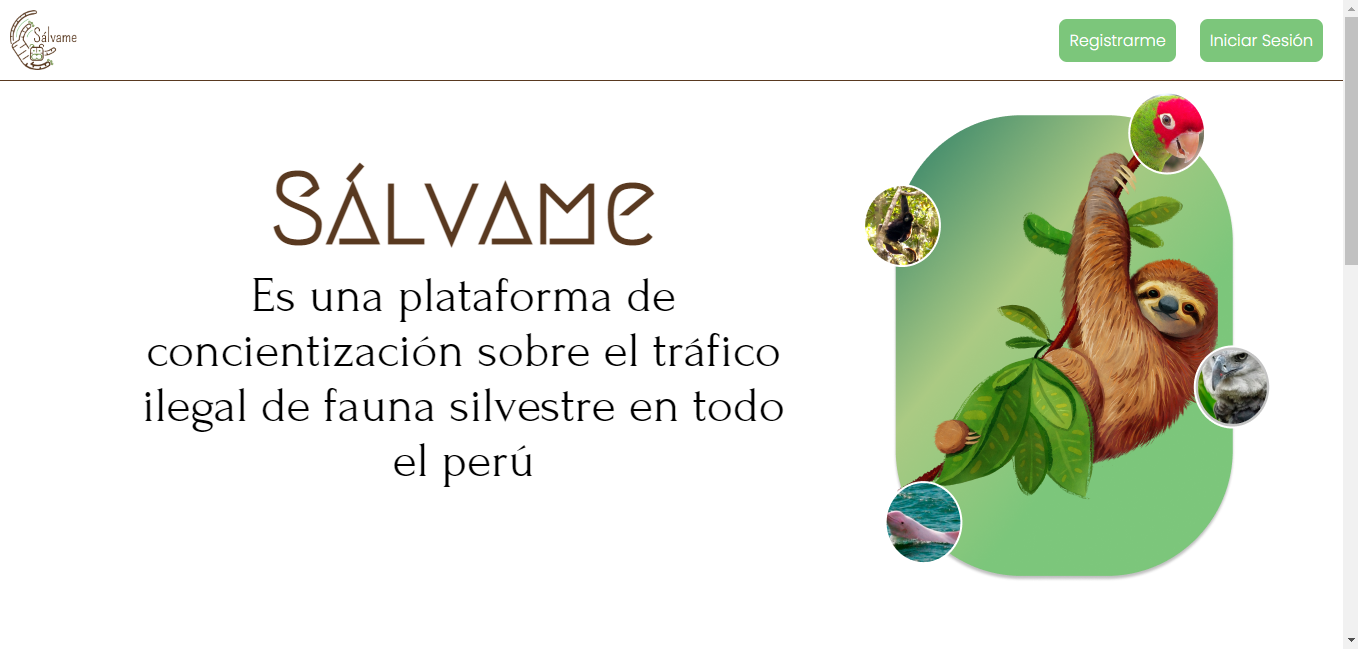 Sálvame
Registrarme
Iniciar Sesión
SÁLVAMe
Es una plataforma de
concientización sobre el tráfico
ilegal de fauna silvestre en todo
el perú